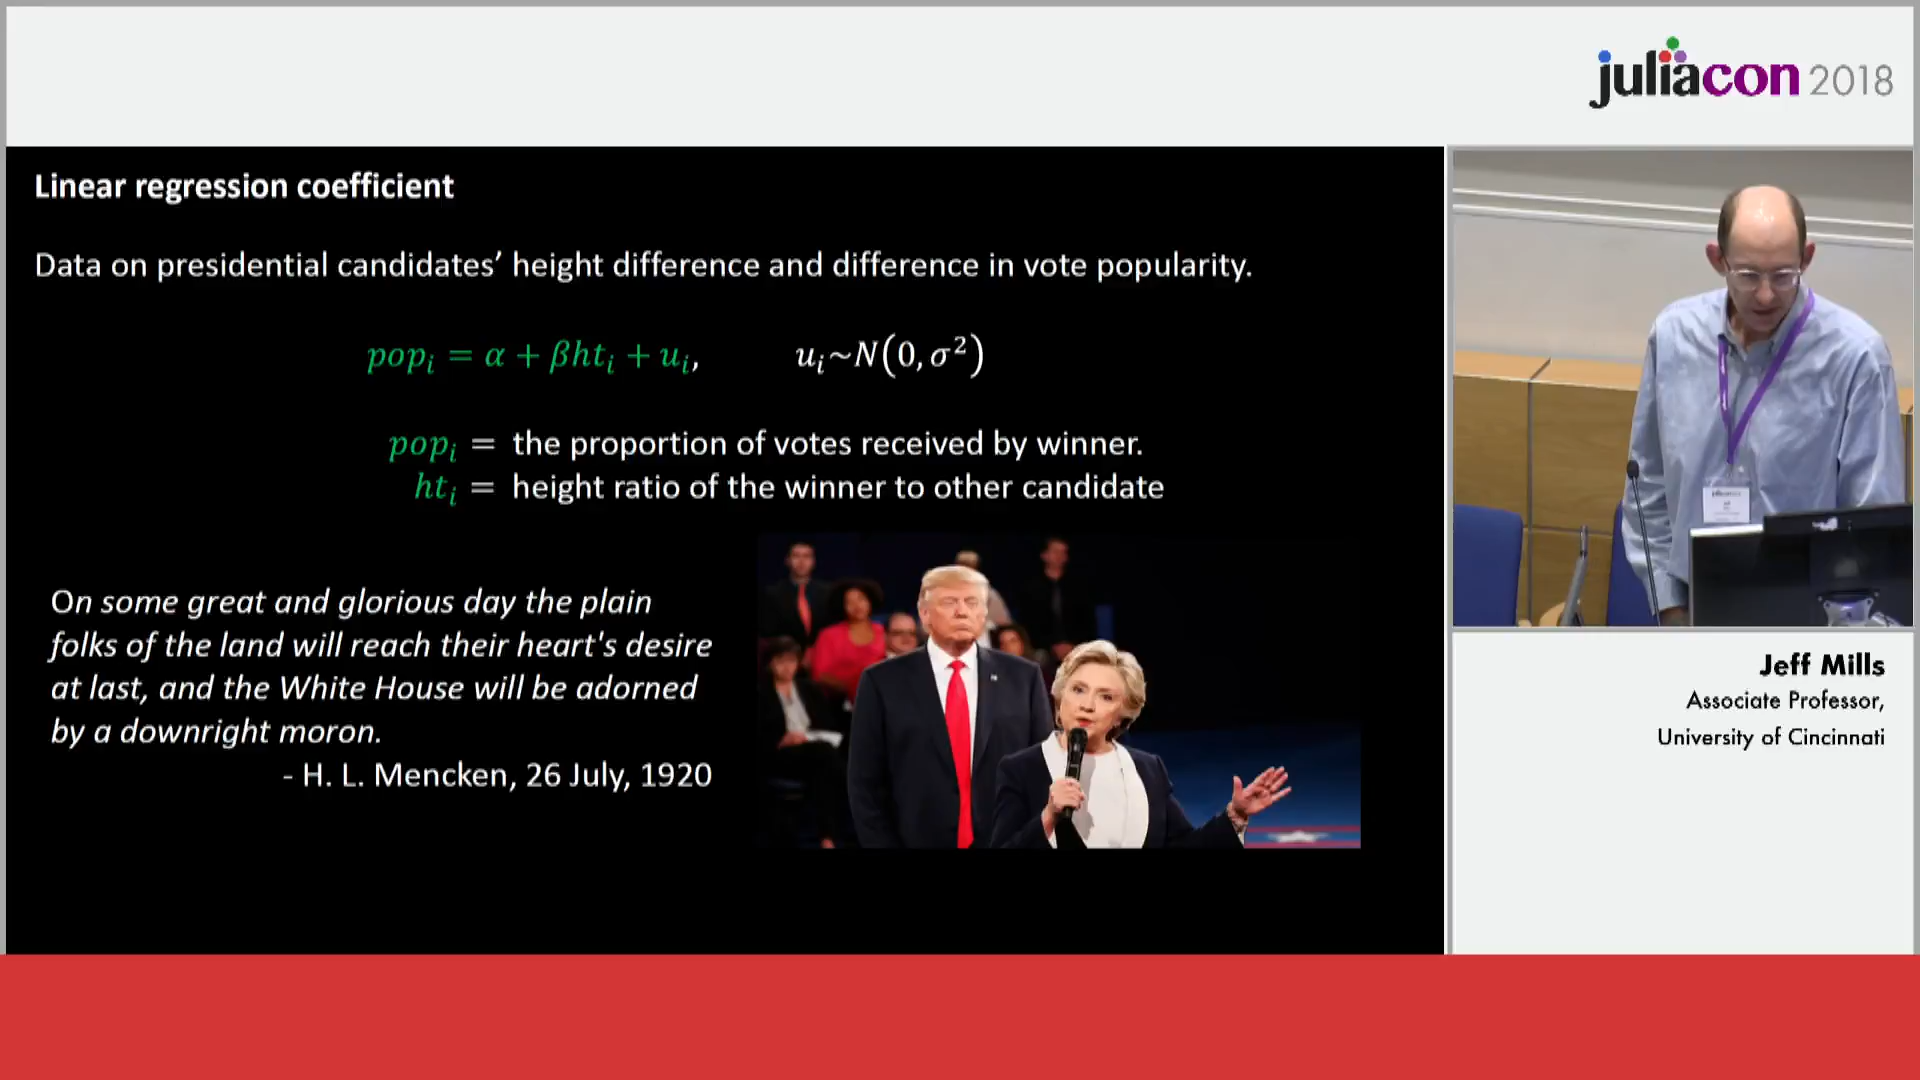 juliacon 2018
Linear regression coefficient
Data on presidential candidates’ height difference and difference in vote popularity.
popᵢ = α + βhtᵢ + uᵢ, uᵢ~N(0, σ²)
popᵢ = the proportion of votes received by winner.
htᵢ = height ratio of the winner to other candidate
On some great and glorious day the plain
folks of the land will reach their heart's desire
at last, and the White House will be adorned
by a downright moron.
- H. L. Mencken, 26 July, 1920
Jeff Mills
Associate Professor,
University of Cincinnati